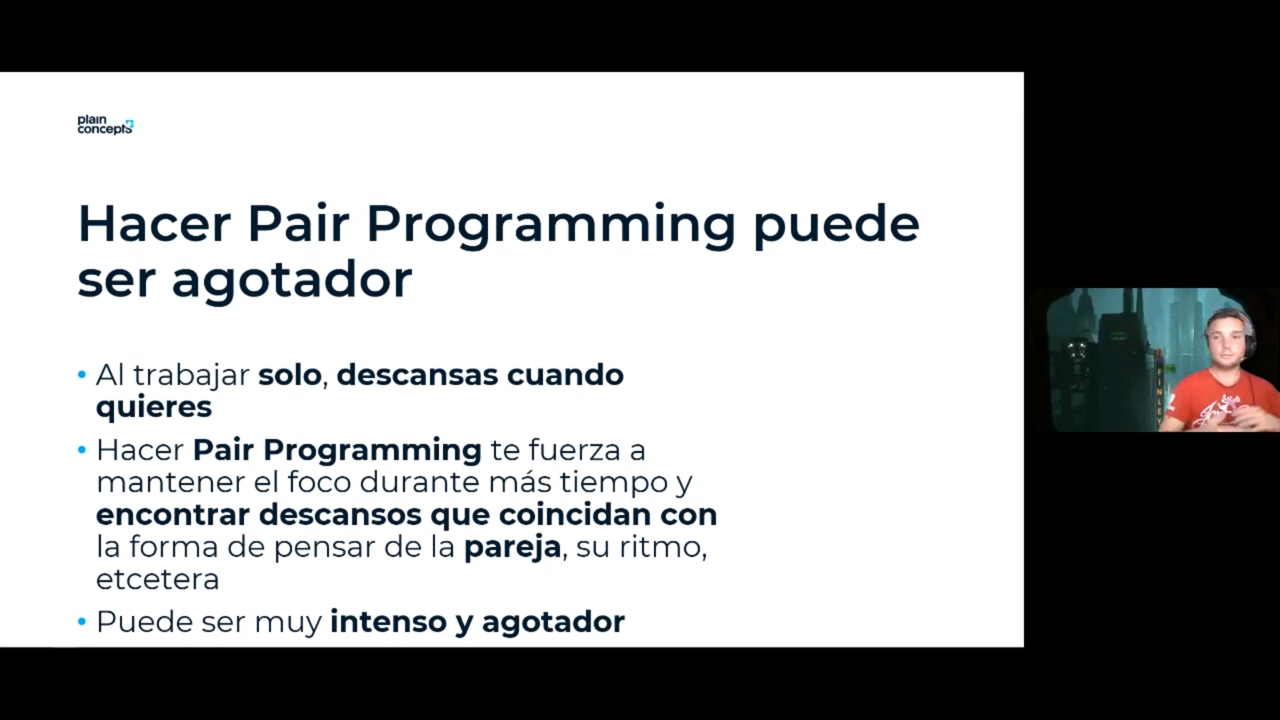 plain
concepts
Hacer Pair Programming puede
ser agotador
• Al trabajar solo, descansas cuando
quieres
• Hacer Pair Programming te fuerza a
mantener el foco durante más tiempo y
encontrar descansos que coincidan con
la forma de pensar de la pareja, su ritmo,
etcetera
• Puede ser muy intenso y agotador
FINLEY